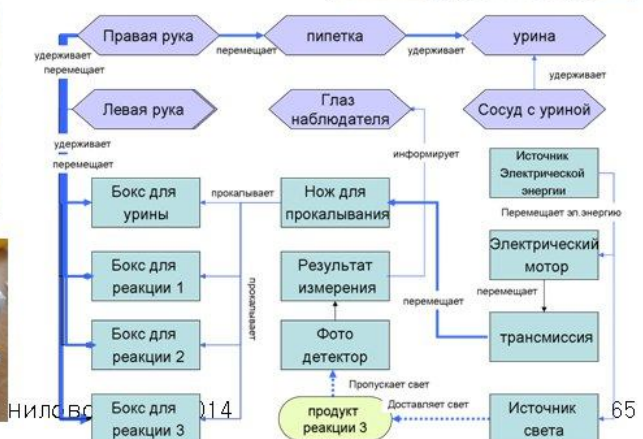 Правая рука
пипетка
урина
удерживает
перемещает
перемещает
удерживает
Левая рука
Глаз
наблюдателя
Сосуд с уриной
удерживает
удерживает
перемещает
информирует
Источник
Электрической
энергии
Перемещает эл.энергию
Бокс для
урины
прокалывает
Нож для
прокалывания
Электрический
мотор
Бокс для
реакции 1
прокалывает
Результат
измерения
перемещает
перемещает
трансмиссия
Бокс для
реакции 2
Фото
детектор
Пропускает свет
Доставляет свет
Бокс для
реакции 3
продукт
реакции 3
Источник
света
014
65